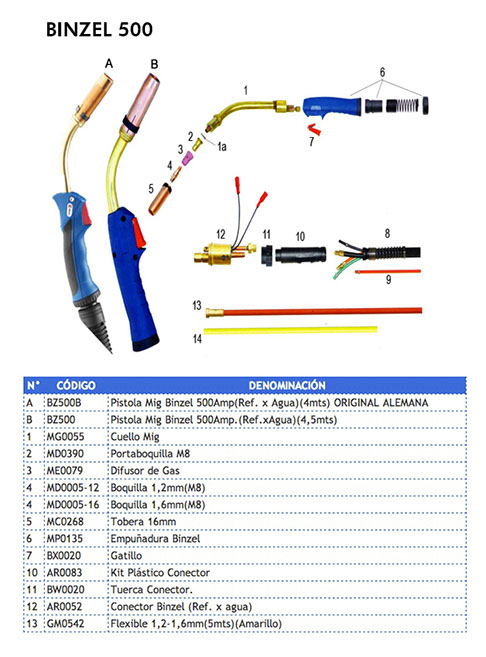 BINZEL 500
A
B
1
6
7
2
1a
3
4
5
12
11
10
8
9
13
14
N° CÓDIGO DENOMINACIÓN
A BZ500B Pistola Mig Binzel 500Amp(Ref. x Agua)(4mts) ORIGINAL ALEMANA
B BZ500 Pistola Mig Binzel 500Amp.(Ref.xAgua)(4,5mts)
1 MG0055 Cuello Mig
2 MD0390 Portaboquilla M8
3 ME0079 Difusor de Gas
4 MD0005-12 Boquilla 1,2mm(M8)
4 MD0005-16 Boquilla 1,6mm(M8)
5 MC0268 Tobera 16mm
6 MP0135 Empuñadura Binzel
7 BX0020 Gatillo
10 AR0083 Kit Plástico Conector
11 BW0020 Tuerca Conector.
12 AR0052 Conector Binzel (Ref. x agua)
13 GM0542 Flexible 1,2-1,6mm(5mts)(Amarillo)